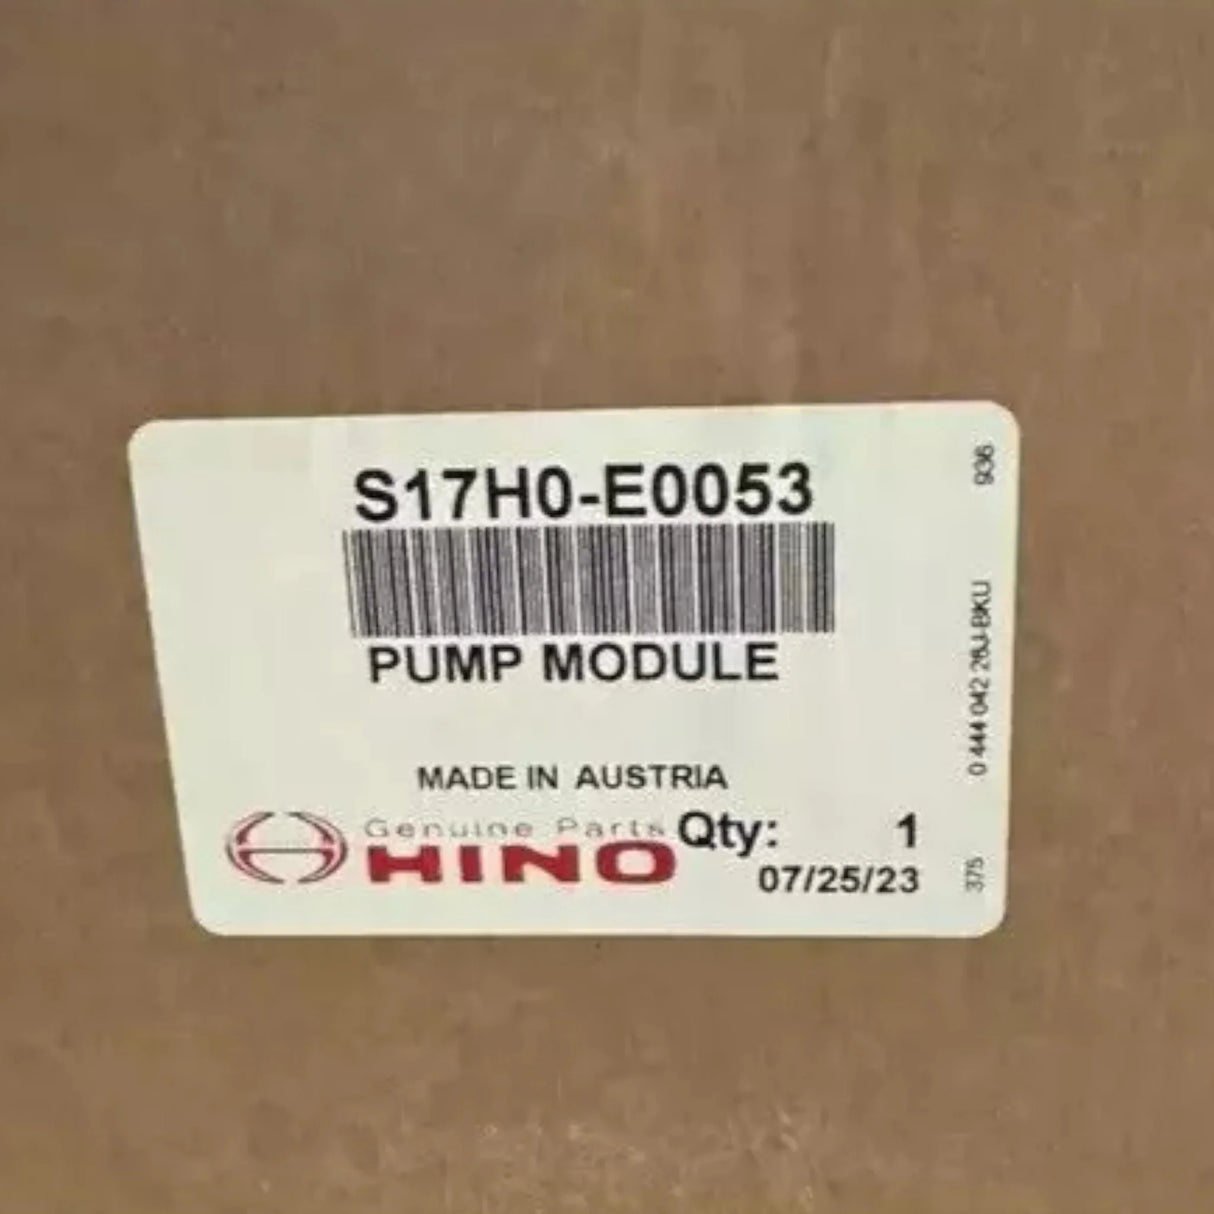 S17H0-E0053
PUMP MODULE
MADE IN AUSTRIA
Genuine Parts
HINO
Qty: 1
07/25/23
936
0 444 042 26J-BKU
375